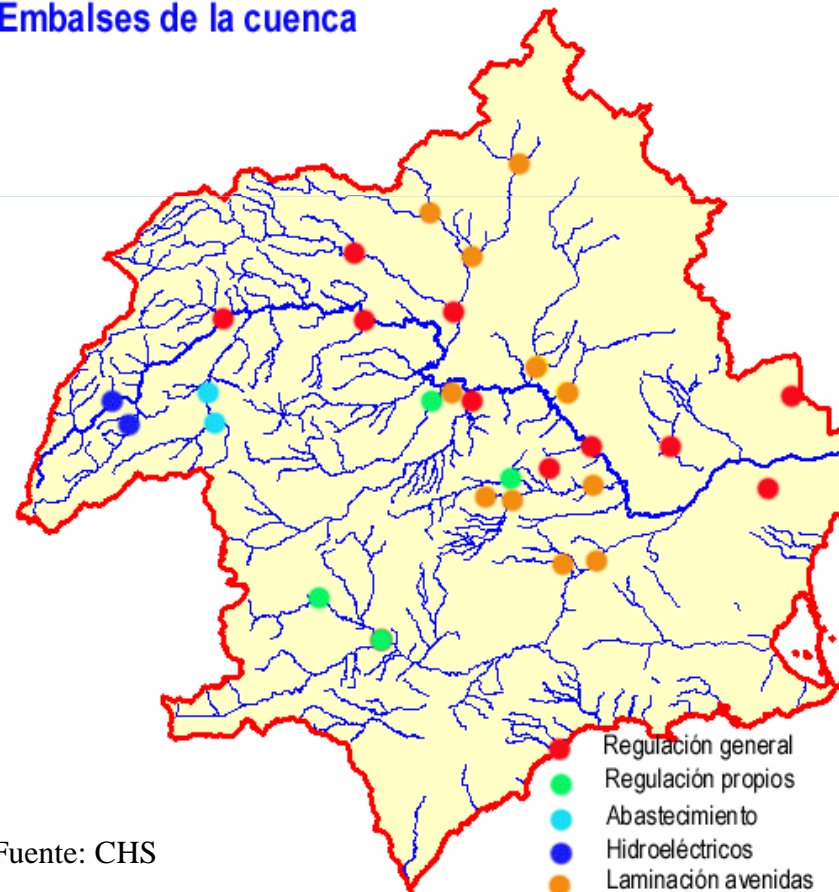 Embalses de la cuenca
Regulación general
Regulación propios
Abastecimiento
Hidroeléctricos
Laminación avenidas
Fuente: CHS